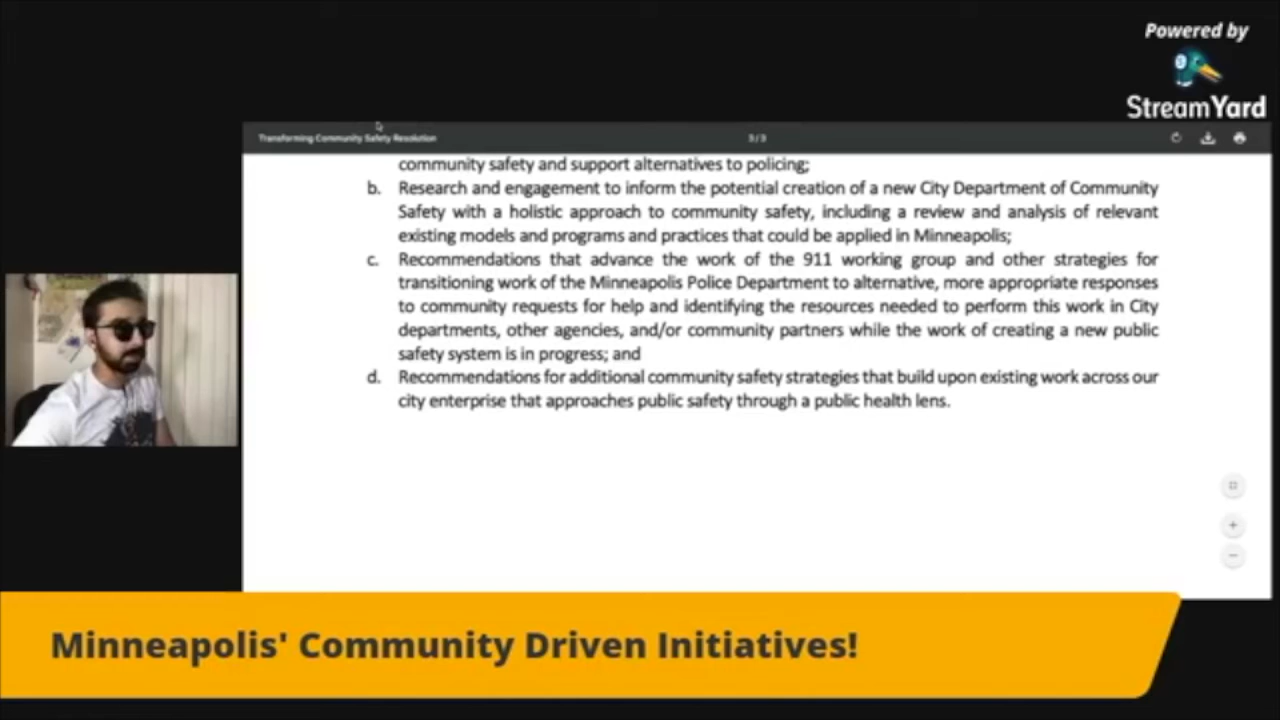 Powered by
StreamYard
Transforming Community Safety Resolution
3/3
community safety and support alternatives to policing;
b. Research and engagement to inform the potential creation of a new City Department of Community
Safety with a holistic approach to community safety, including a review and analysis of relevant
existing models and programs and practices that could be applied in Minneapolis;
c. Recommendations that advance the work of the 911 working group and other strategies for
transitioning work of the Minneapolis Police Department to alternative, more appropriate responses
to community requests for help and identifying the resources needed to perform this work in City
departments, other agencies, and/or community partners while the work of creating a new public
safety system is in progress; and
d. Recommendations for additional community safety strategies that build upon existing work across our
city enterprise that approaches public safety through a public health lens.
Minneapolis' Community Driven Initiatives!